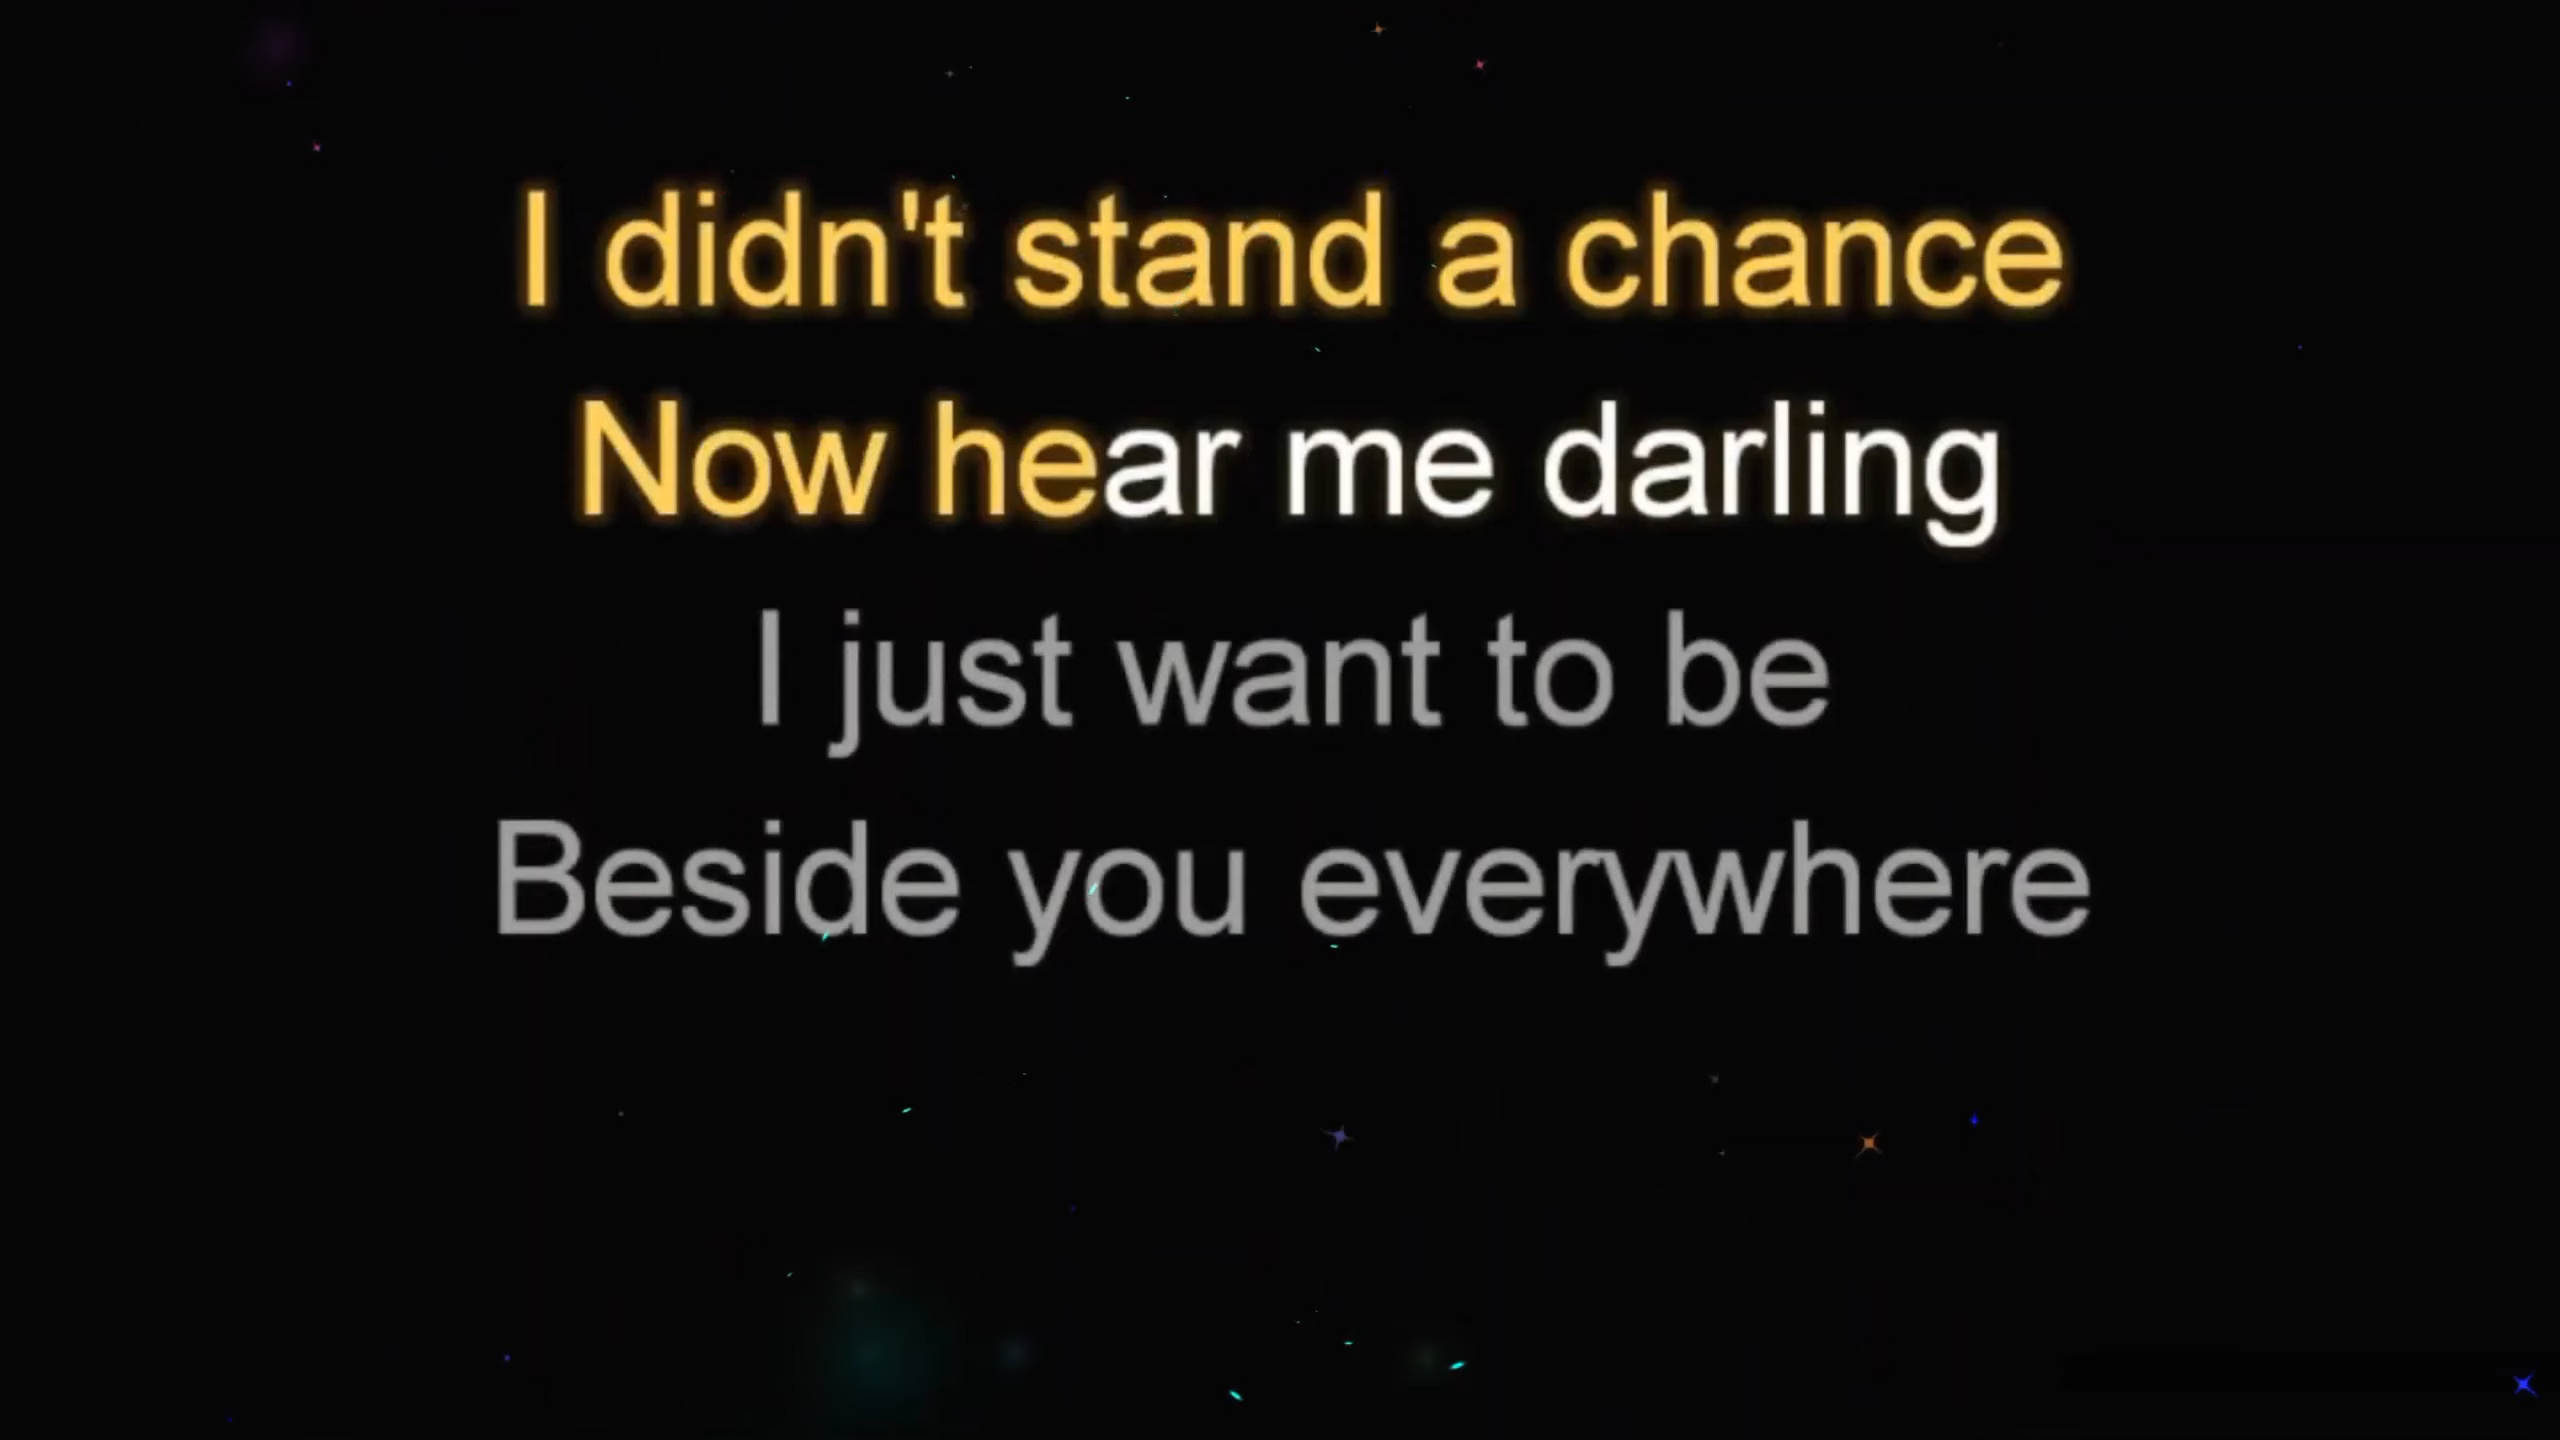 I didn't stand a chance
Now hear me darling
I just want to be
Beside you everywhere